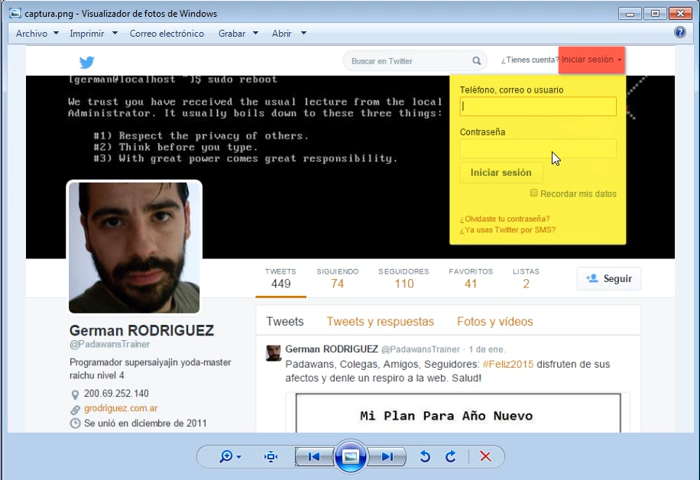 captura.png - Visualizador de fotos de Windows
Archivo Imprimir Correo electrónico Grabar Abrir
Buscar en Twitter ¿Tienes cuenta? Iniciar sesión
[german@localhost ~]$ sudo reboot
We trust you have received the usual lecture from the local
Administrator. It usually boils down to these three things:
#1) Respect the privacy of others.
#2) Think before you type.
#3) With great power comes great responsibility.
Teléfono, correo o usuario
Contraseña
Iniciar sesión
Recordar mis datos
¿Olvidaste tu contraseña?
¿Ya usas Twitter por SMS?
TWEETS SIGUIENDO SEGUIDORES FAVORITOS LISTAS
449 74 110 41 2
Seguir
German RODRIGUEZ
@PadawansTrainer
Programador supersaiyajin yoda-master
raichu nivel 4
200.69.252.140
grodriguez.com.ar
Se unió en diciembre de 2011
Tweets Tweets y respuestas Fotos y vídeos
German RODRIGUEZ @PadawansTrainer · 1 de ene.
Padawans, Colegas, Amigos, Seguidores: #Feliz2015 disfruten de sus
afectos y denle un respiro a la web. Salud!
Mi Plan Para Año Nuevo